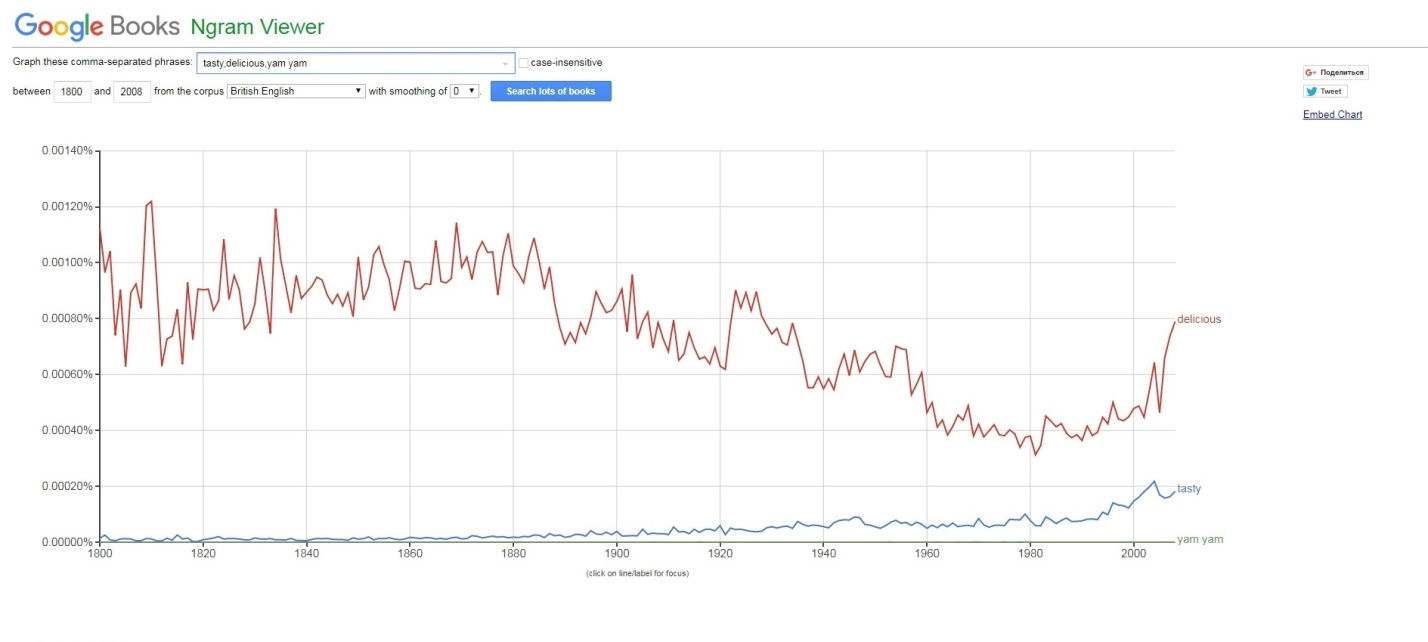 Google Books Ngram Viewer
Graph these comma-separated phrases: tasty,delicious,yam yam case-insensitive
between 1800 and 2008 from the corpus British English with smoothing of 0 . Search lots of books
G+ Поделиться
Tweet
Embed Chart
0.00140%
0.00120%
0.00100%
0.00080%
0.00060%
0.00040%
0.00020%
0.00000%
delicious
tasty
yam yam
1800 1820 1840 1860 1880 1900 1920 1940 1960 1980 2000
(click on line/label for focus)